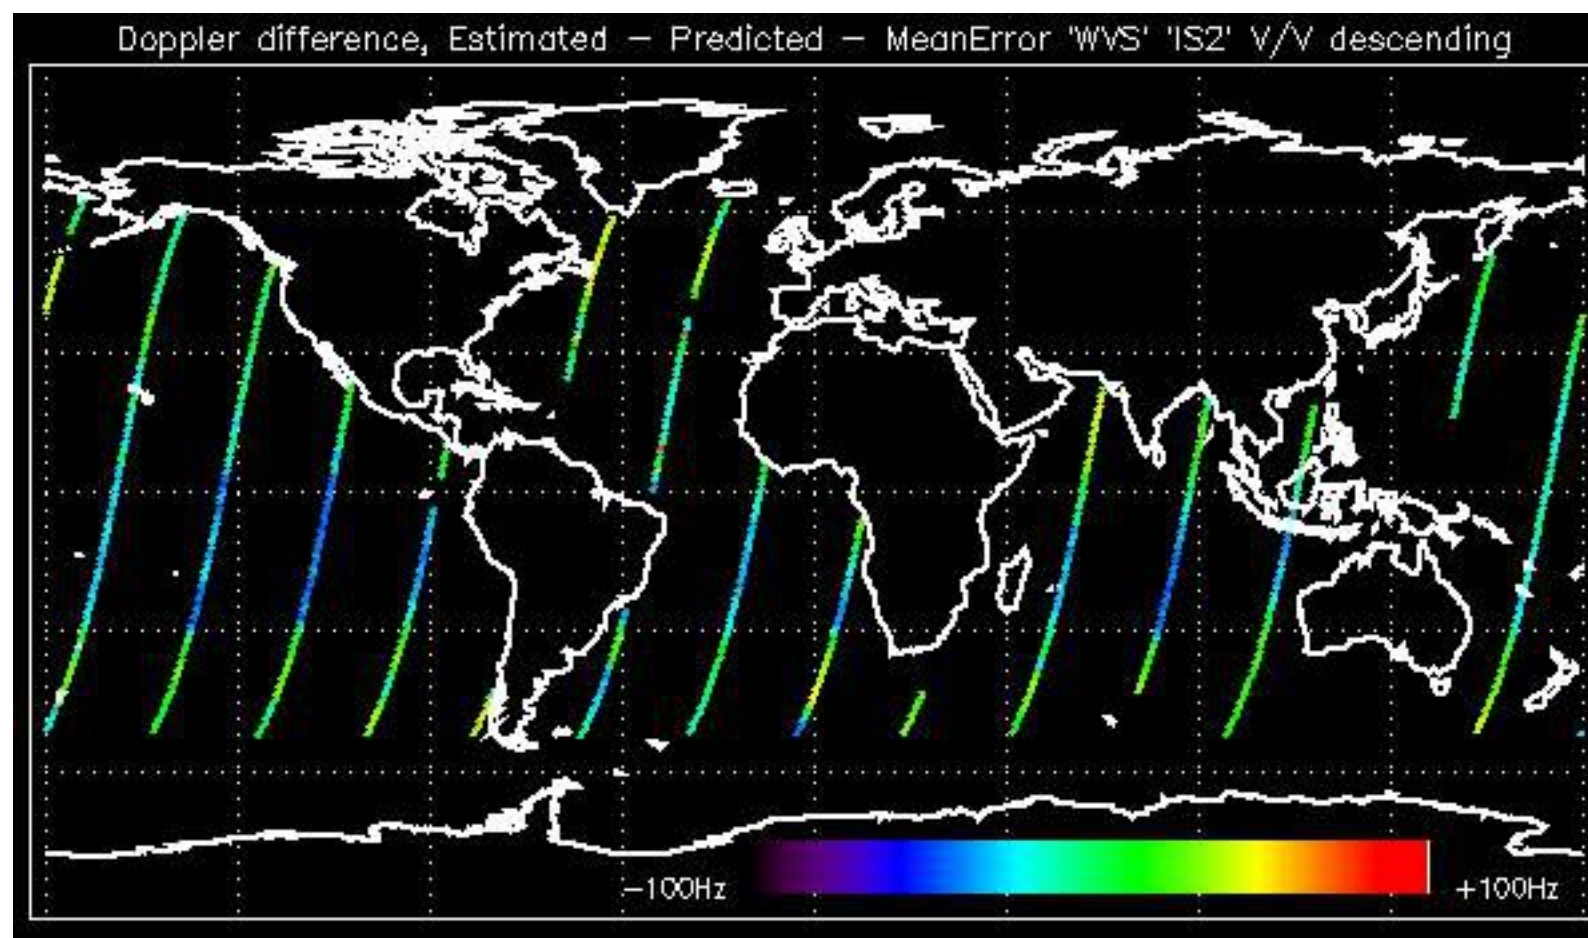 Doppler difference, Estimated – Predicted – MeanError 'WVS' 'IS2' V/V descending
–100Hz +100Hz